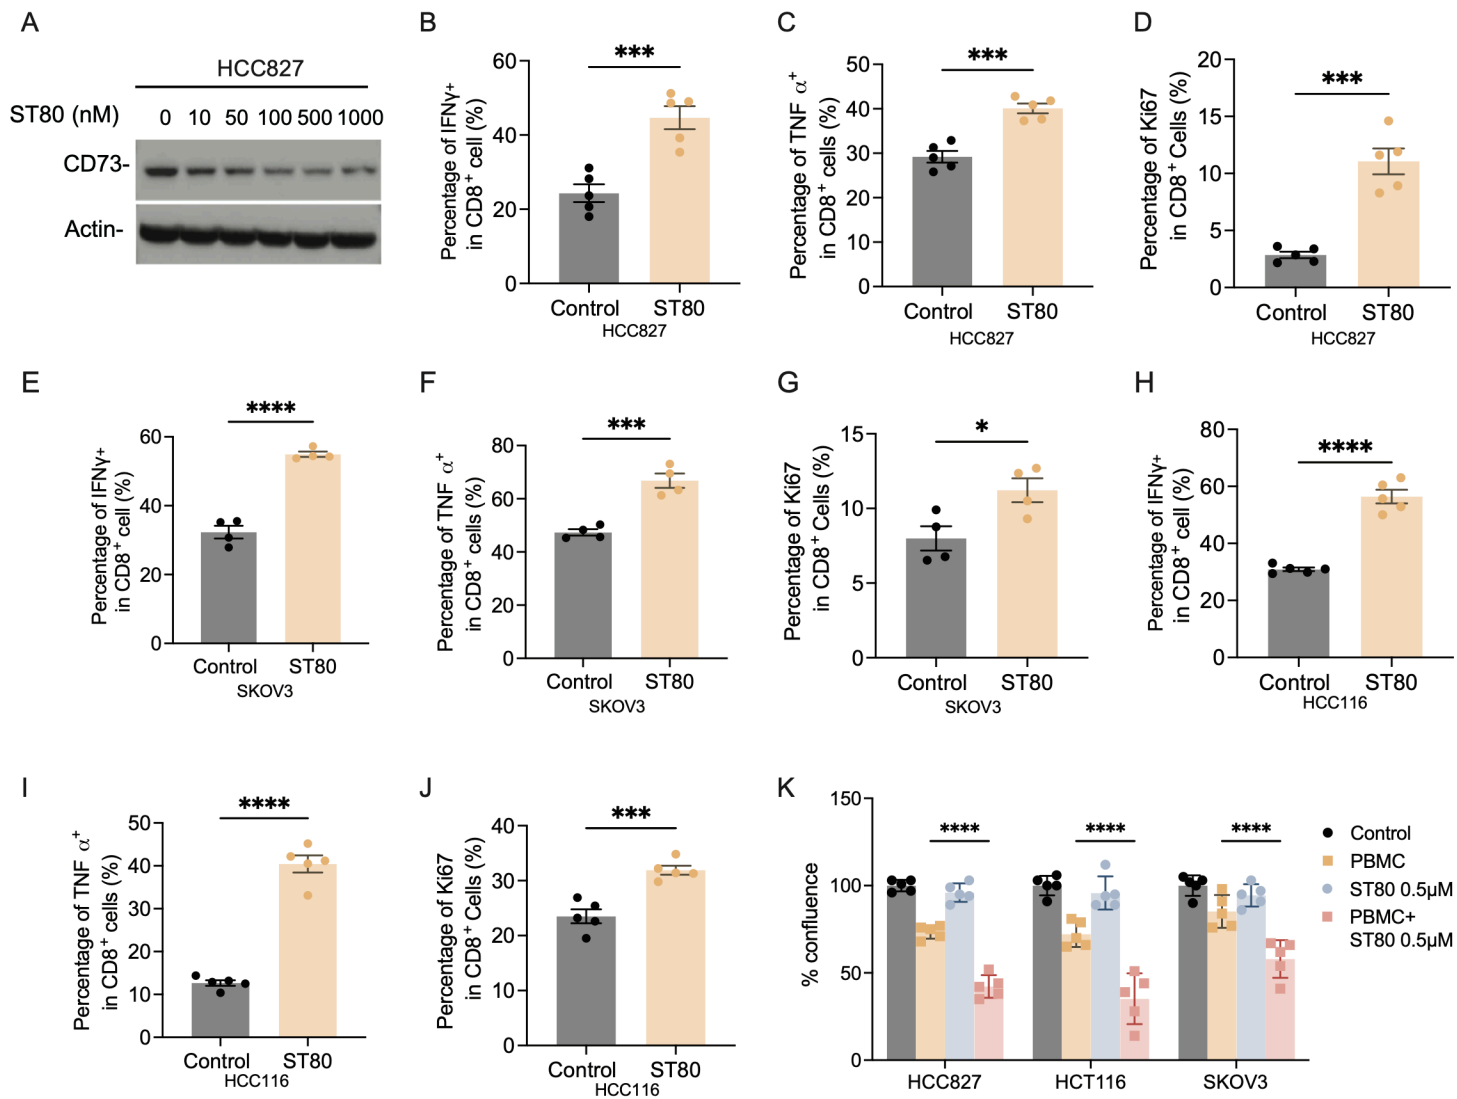 A
HCC827
ST80 (nM) 0 10 50 100 500 1000
CD73-
Actin-
B
***
Percentage of IFNγ+
in CD8+ cell (%)
60
40
20
0
Control ST80
HCC827
C
***
Percentage of TNF α+
in CD8+ cells (%)
50
40
30
20
10
0
Control ST80
HCC827
D
***
Percentage of Ki67
in CD8+ Cells (%)
20
15
10
5
0
Control ST80
HCC827
E
****
Percentage of IFNγ+
in CD8+ cell (%)
60
40
20
0
Control ST80
SKOV3
F
***
Percentage of TNF α+
in CD8+ cells (%)
80
60
40
20
0
Control ST80
SKOV3
G
*
Percentage of Ki67
in CD8+ Cells (%)
15
10
5
0
Control ST80
SKOV3
H
****
Percentage of IFNγ+
in CD8+ cell (%)
80
60
40
20
0
Control ST80
HCC116
I
****
Percentage of TNF α+
in CD8+ cells (%)
50
40
30
20
10
0
Control ST80
HCC116
J
***
Percentage of Ki67
in CD8+ Cells (%)
40
30
20
10
0
Control ST80
HCC116
K
% confluence
150
100
50
0
**** **** ****
HCC827 HCT116 SKOV3
Control
PBMC
ST80 0.5μM
PBMC+
ST80 0.5μM